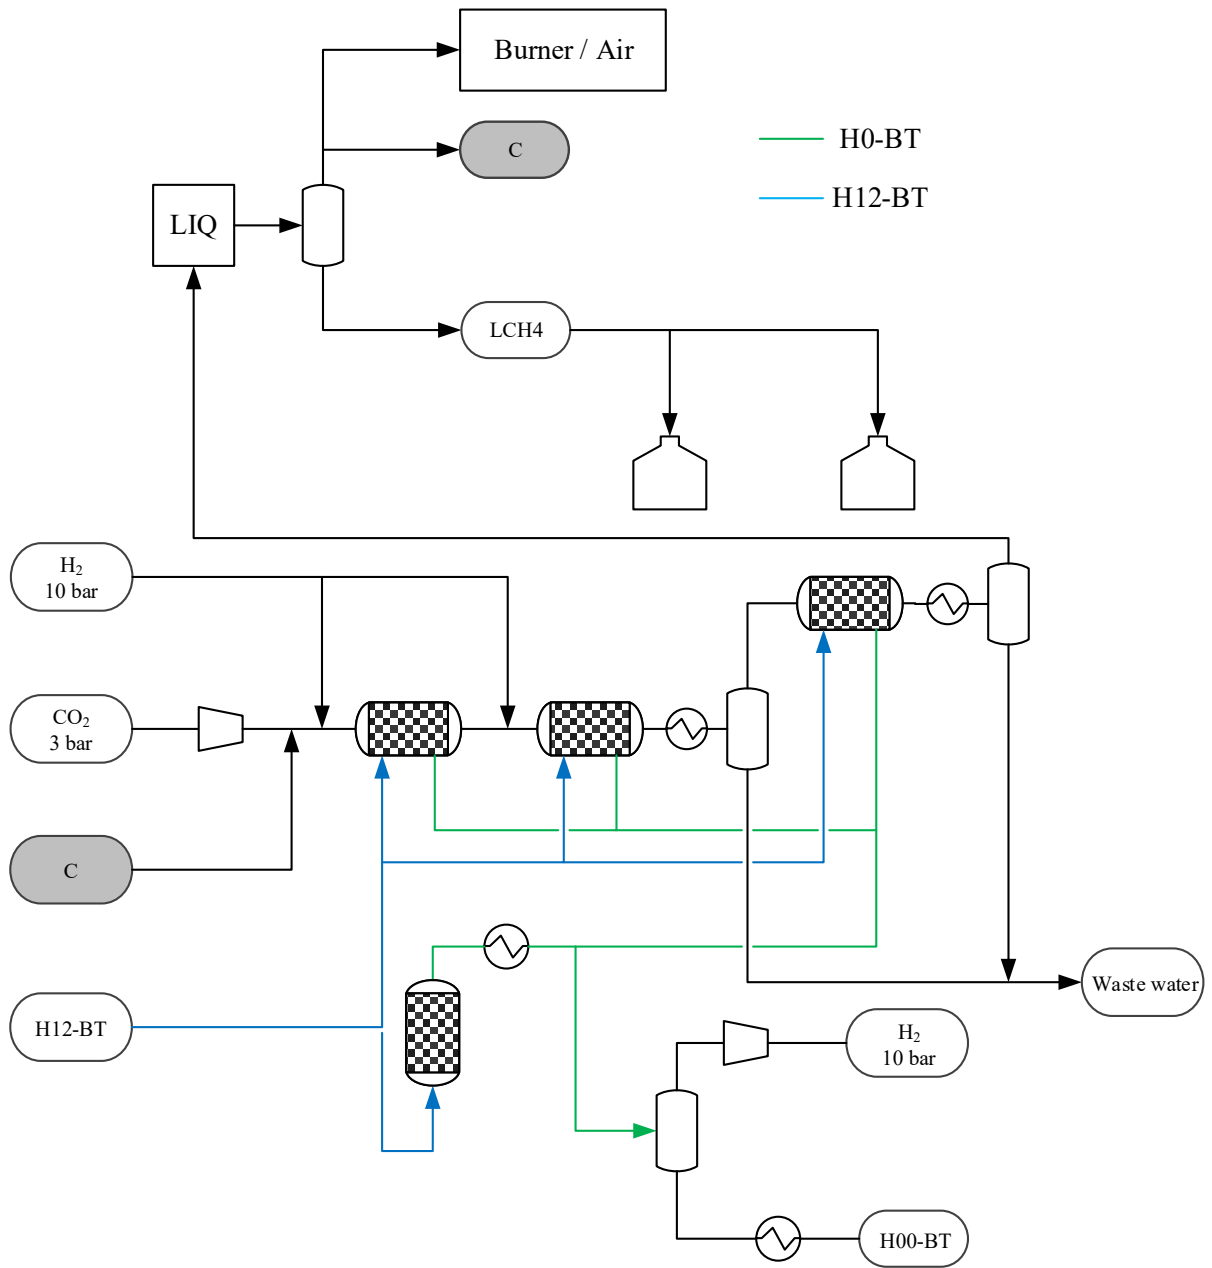 Burner / Air
C
H0-BT
H12-BT
LIQ
LCH4
H₂
10 bar
CO₂
3 bar
C
H12-BT
Waste water
H₂
10 bar
H00-BT